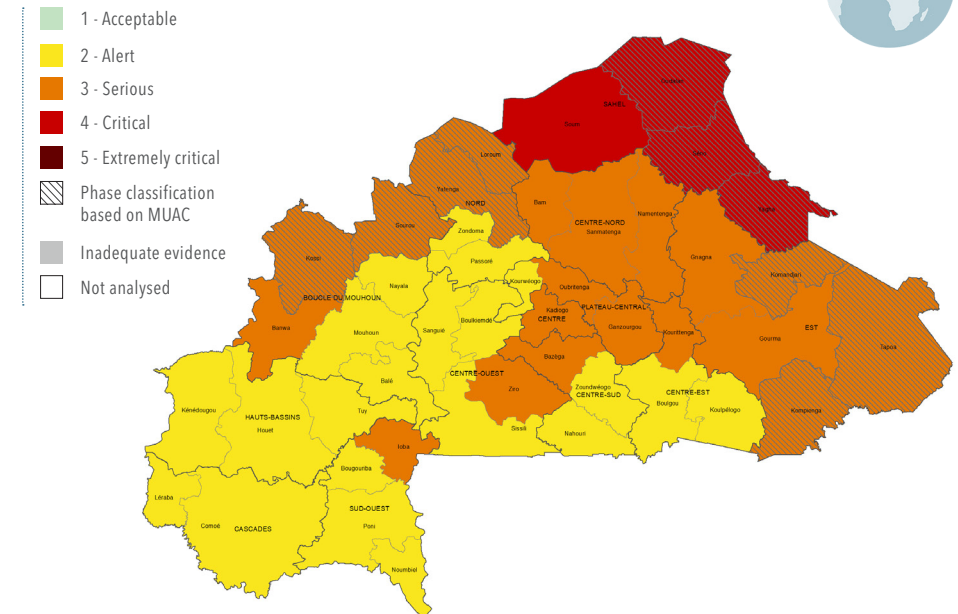 1 - Acceptable
2 - Alert
3 - Serious
4 - Critical
5 - Extremely critical
Phase classification
based on MUAC
Inadequate evidence
Not analysed
Oudalan
SAHEL
Soum
Séno
Loroum
Yatenga
Yagha
NORD
Bam
Namentenga
CENTRE-NORD
Sanmatenga
Sourou
Zondoma
Kossi
Passoré
Gnagna
Komandjari
Nayala
Kourwéogo
Oubritenga
BOUCLE DU MOUHOUN
Kadiogo
PLATEAU-CENTRAL
Banwa
Mouhoun
Sanguié
Boulkiemdé
CENTRE
Ganzourgou
Kouritenga
EST
Gourma
Tapoa
Bazèga
CENTRE-OUEST
Balé
Ziro
Zoundwéogo
CENTRE-SUD
CENTRE-EST
Boulgou
Koulpélogo
Kompienga
Kénédougou
Tuy
HAUTS-BASSINS
Houet
Sissili
Nahouri
Ioba
Bougouriba
Léraba
SUD-OUEST
Comoé
CASCADES
Poni
Noumbiel